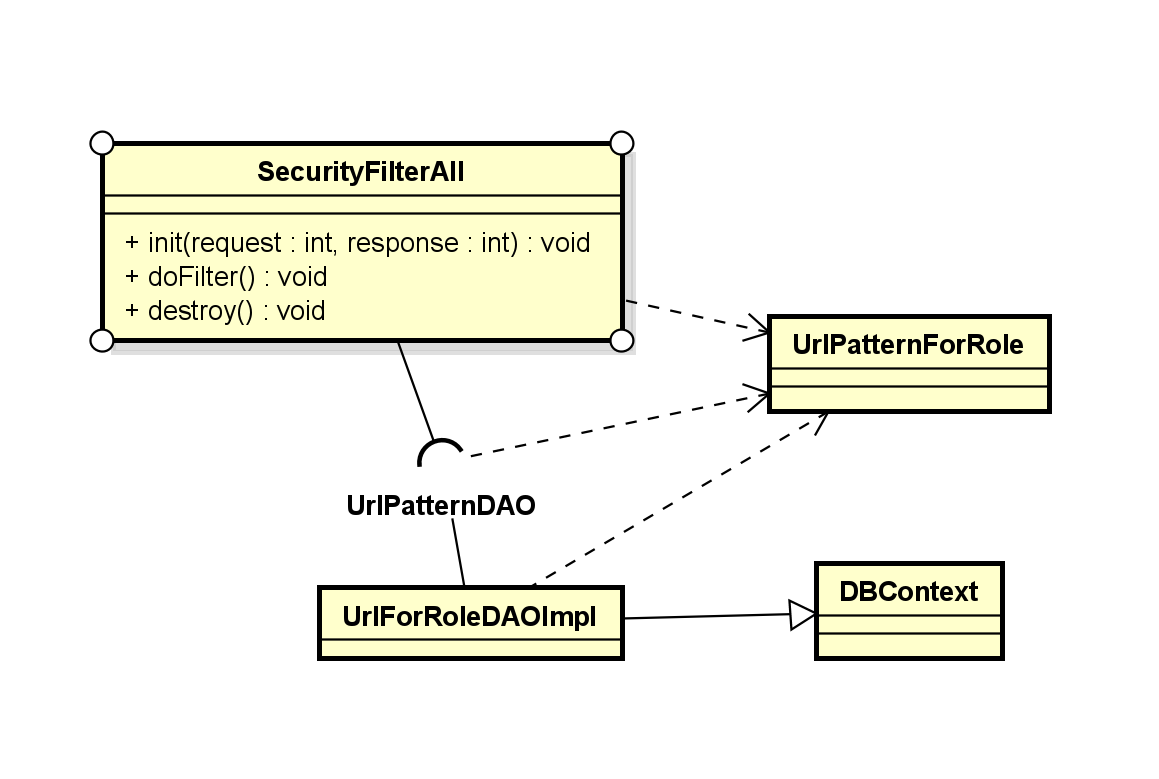 SecurityFilterAll
+ init(request : int, response : int) : void
+ doFilter() : void
+ destroy() : void
UrlPatternForRole
UrlPatternDAO
UrlForRoleDAOImpl
DBContext